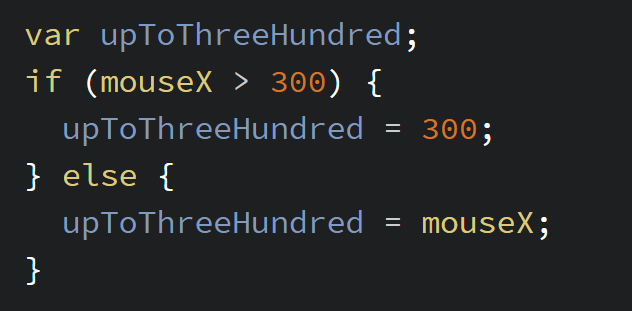 var upToThreeHundred;
if (mouseX > 300) {
  upToThreeHundred = 300;
} else {
  upToThreeHundred = mouseX;
}